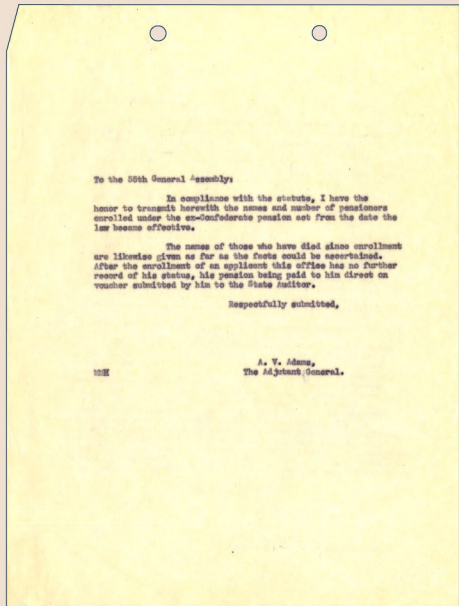 To the 55th General Assembly:
In compliance with the statute, I have the
honor to transmit herewith the names and number of pensioners
enrolled under the ex-Confederate pension act from the date the
law became effective.
The names of those who have died since enrollment
are likewise given as far as the facts could be ascertained.
After the enrollment of an applicant this office has no further
record of his status, his pension being paid to him direct on
voucher submitted by him to the State Auditor.
Respectfully submitted,
A. V. Adams,
The Adjutant General.